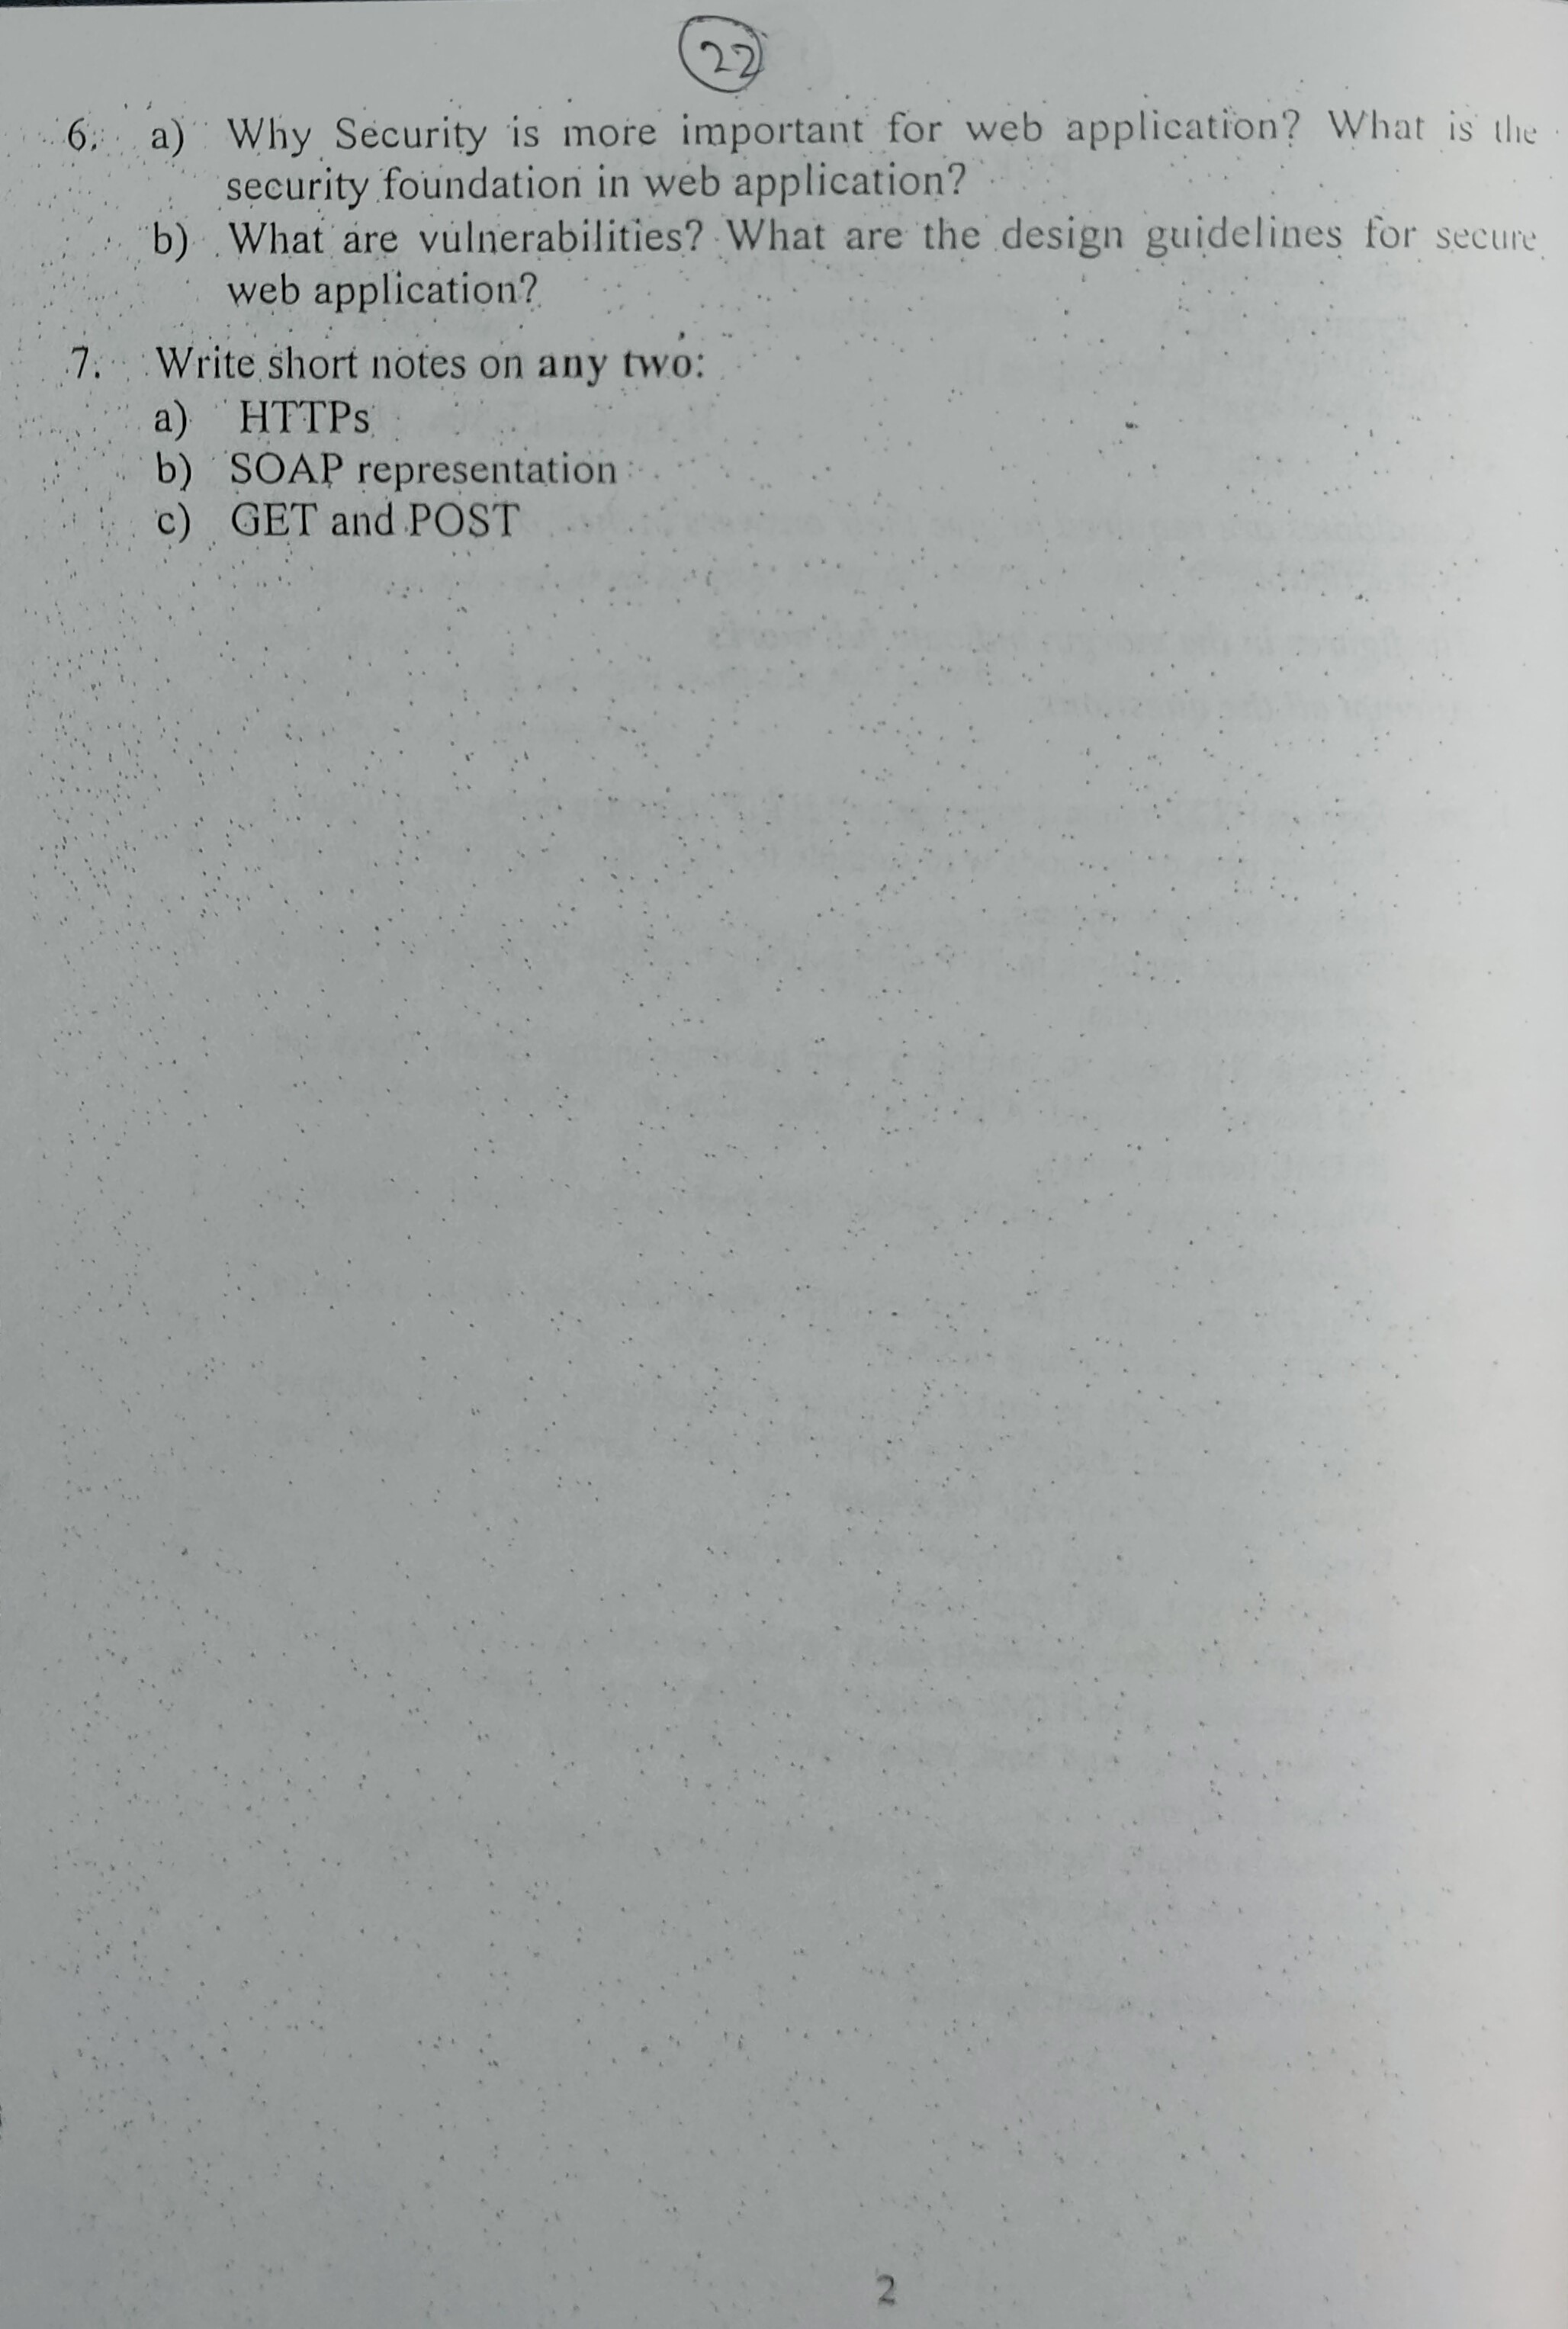 22
6. a) Why Security is more important for web application? What is the
security foundation in web application?
b) What are vulnerabilities? What are the design guidelines for secure
web application?
7. Write short notes on any two:
a) HTTPs
b) SOAP representation
c) GET and POST
2